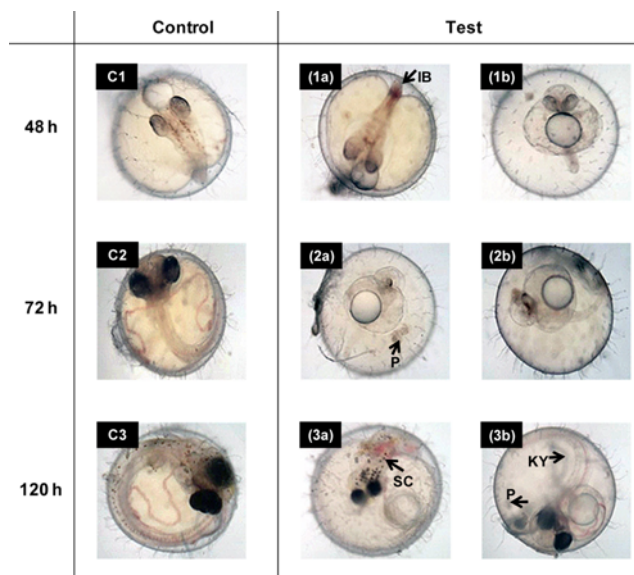 Control
Test
C1
(1a)
IB
(1b)
48 h
C2
(2a)
(2b)
72 h
P
C3
(3a)
(3b)
KY
SC
P
120 h